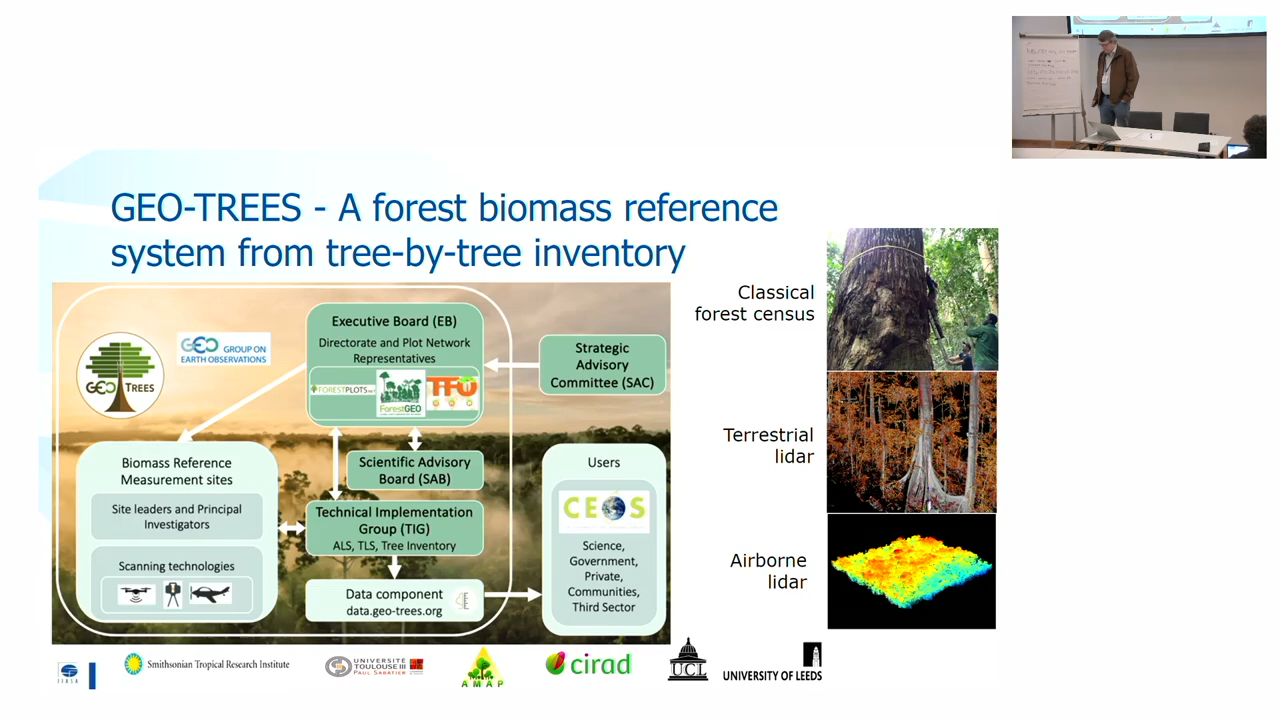 GEO-TREES - A forest biomass reference
system from tree-by-tree inventory
GEO TREES
GEO GROUP ON
EARTH OBSERVATIONS
Executive Board (EB)
Directorate and Plot Network
Representatives
FORESTPLOTS.NET
ForestGEO
TFO
Strategic
Advisory
Committee (SAC)
Biomass Reference
Measurement sites
Site leaders and Principal
Investigators
Scanning technologies
Scientific Advisory
Board (SAB)
Technical Implementation
Group (TIG)
ALS, TLS, Tree Inventory
Data component
data.geo-trees.org
Users
CEOS
Science,
Government,
Private,
Communities,
Third Sector
Classical
forest census
Terrestrial
lidar
Airborne
lidar
IIASA
Smithsonian Tropical Research Institute
UNIVERSITÉ
TOULOUSE III
PAUL SABATIER
AMAP
cirad
UCL
UNIVERSITY OF LEEDS